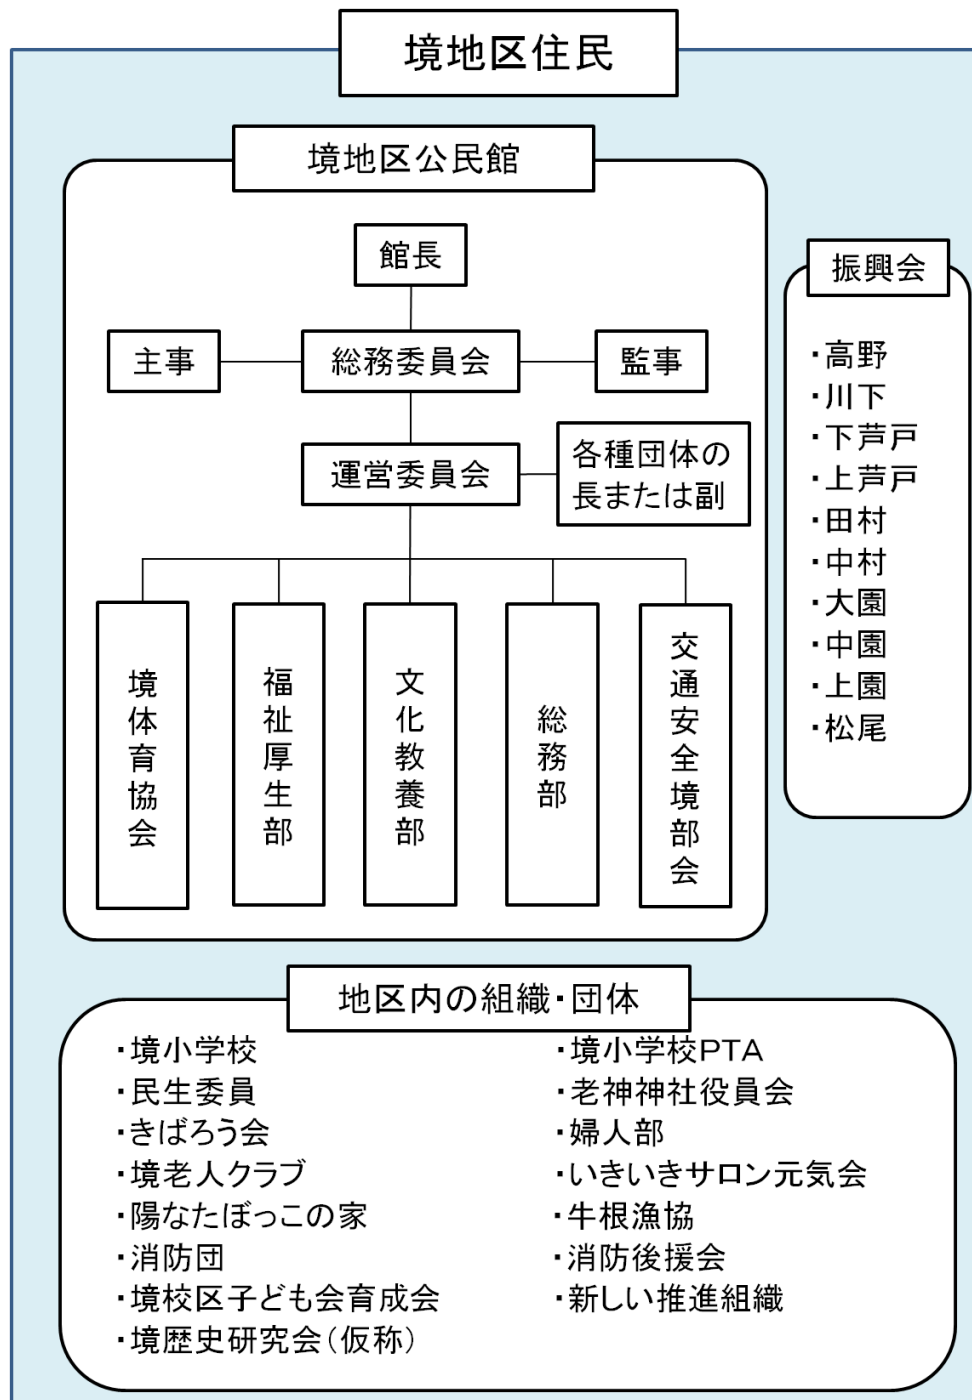 境地区住民
境地区公民館
館長
主事
総務委員会
監事
運営委員会
各種団体の
長または副
境体育協会
福祉厚生部
文化教養部
総務部
交通安全境部会
振興会
・高野
・川下
・下芦戸
・上芦戸
・田村
・中村
・大園
・中園
・上園
・松尾
地区内の組織・団体
・境小学校
・民生委員
・きばろう会
・境老人クラブ
・陽なたぼっこの家
・消防団
・境校区子ども会育成会
・境歴史研究会(仮称)
・境小学校PTA
・老神神社役員会
・婦人部
・いきいきサロン元気会
・牛根漁協
・消防後援会
・新しい推進組織